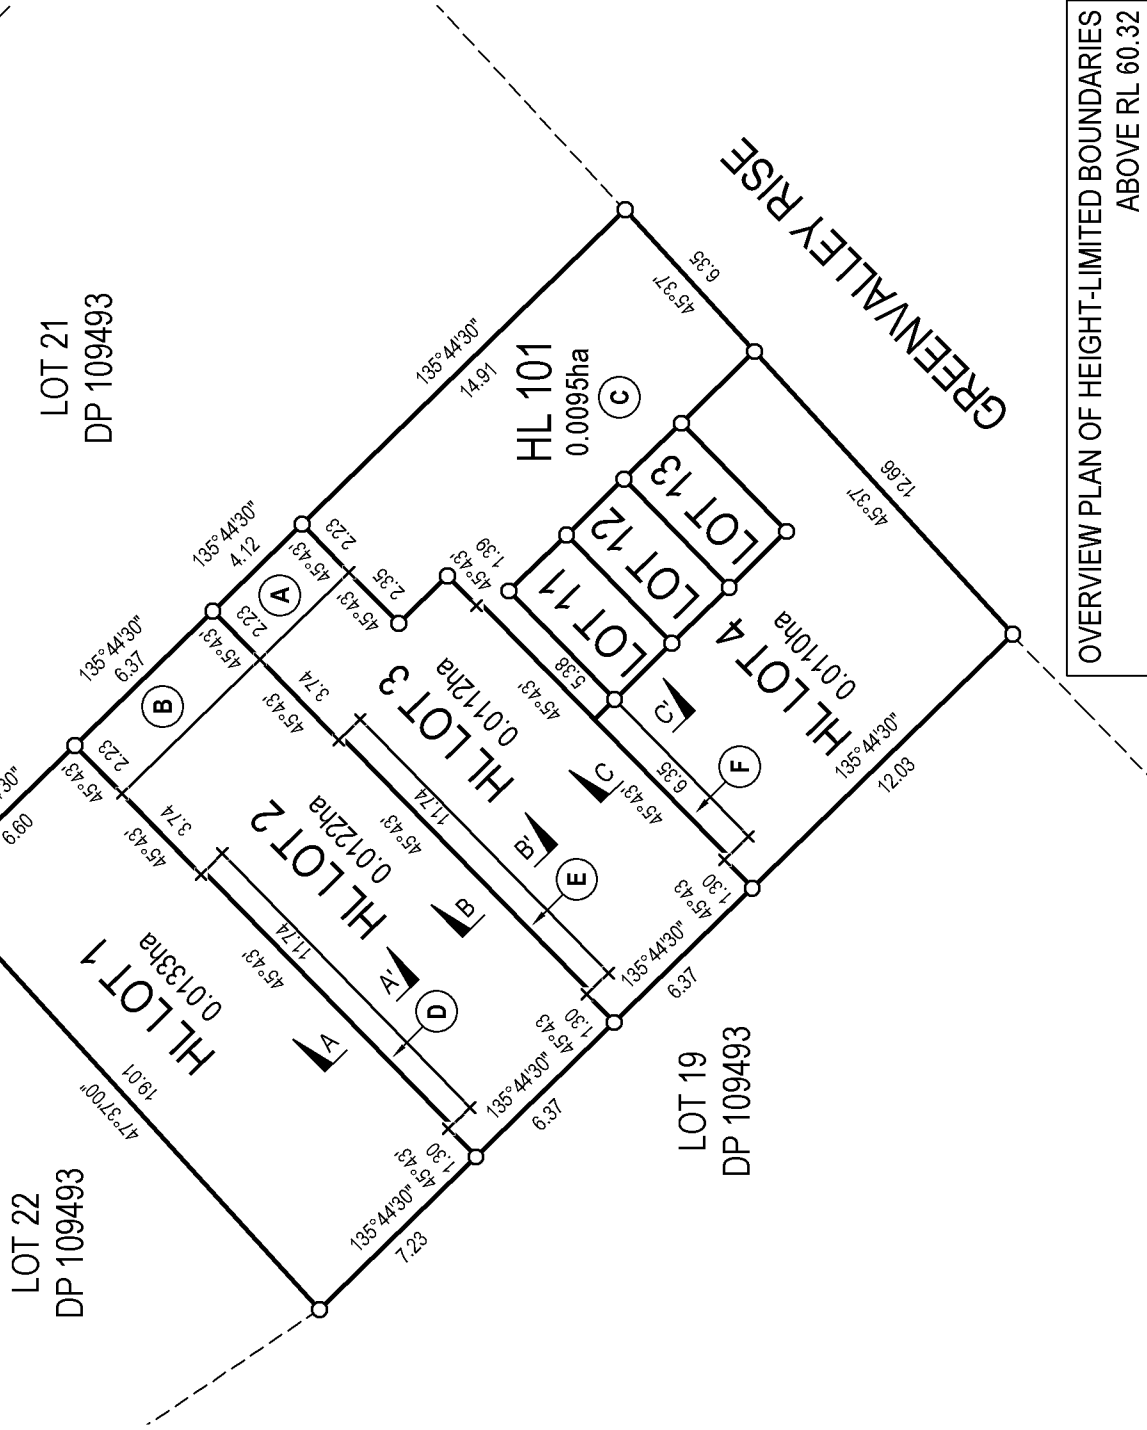 LOT 21
DP 109493
LOT 22
DP 109493
LOT 19
DP 109493
GREENVALLEY RISE
HL LOT 1
0.0133ha
HL LOT 2
0.0122ha
HL LOT 3
0.0112ha
HL LOT 4
0.0110ha
HL 101
0.0095ha
LOT 11
LOT 12
LOT 13
A
B
C
D
E
F
A
A'
B
B'
C
C'
6.60
135°44'30"
6.37
135°44'30"
4.12
135°44'30"
14.91
45°37'
6.35
45°37'
12.66
135°44'30"
12.03
135°44'30"
6.37
135°44'30"
6.37
135°44'30"
7.23
47°37'00"
19.01
45°43'
2.23
45°43'
3.74
45°43'
11.74
45°43'
1.30
45°43'
2.23
45°43'
3.74
45°43'
11.74
45°43
1.30
45°43'
2.23
45°43'
2.35
45°43'
1.39
45°43'
5.38
45°43'
6.35
45°43
1.30
OVERVIEW PLAN OF HEIGHT-LIMITED BOUNDARIES
ABOVE RL 60.32